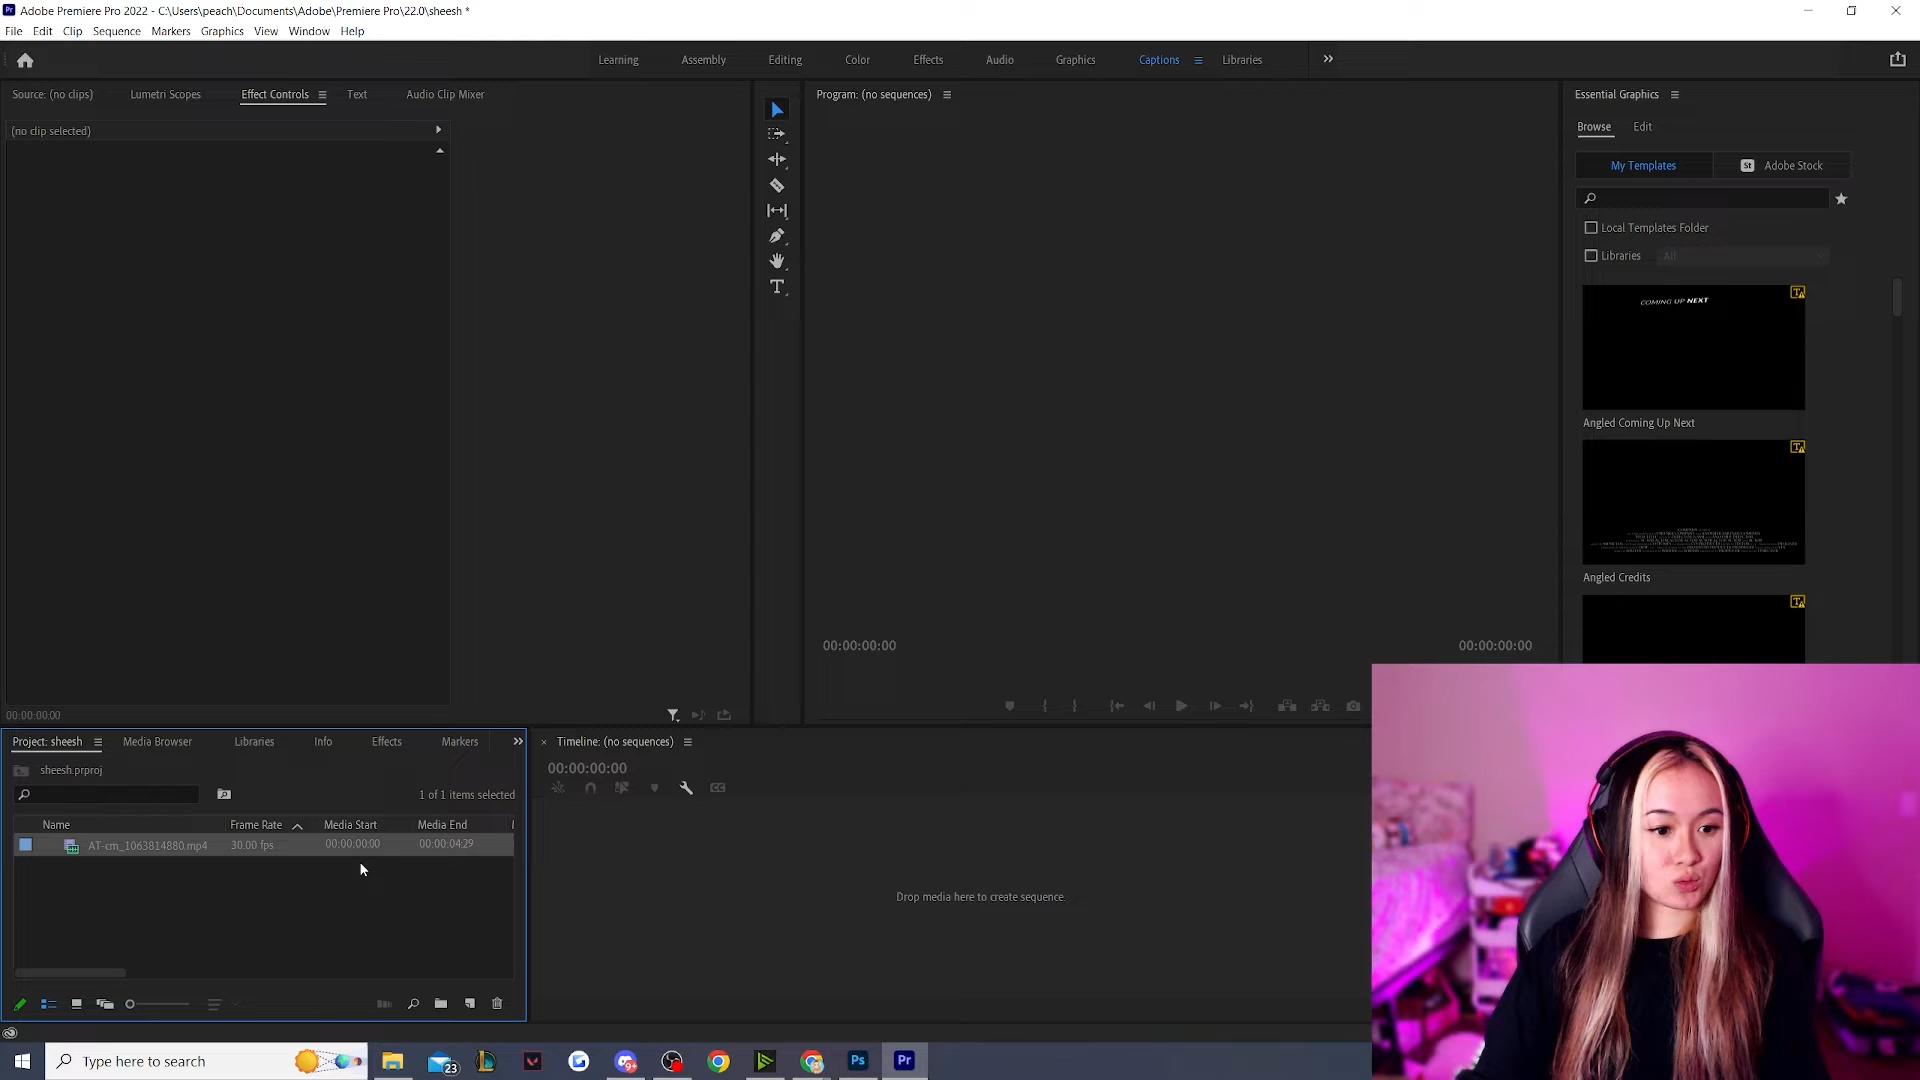 Adobe Premiere Pro 2022 - C:\Users\peach\Documents\Adobe\Premiere Pro\22.0\sheesh *
File Edit Clip Sequence Markers Graphics View Window Help
Learning Assembly Editing Color Effects Audio Graphics Captions Libraries
Source: (no clips) Lumetri Scopes Effect Controls Text Audio Clip Mixer
(no clip selected)
00:00:00:00
Program: (no sequences)
00:00:00:00 00:00:00:00
Essential Graphics
Browse Edit
My Templates St Adobe Stock
Local Templates Folder
Libraries All
COMING UP NEXT
Angled Coming Up Next
Angled Credits
Project: sheesh Media Browser Libraries Info Effects Markers
sheesh.prproj
1 of 1 items selected
Name Frame Rate Media Start Media End
AT-cm_1063814880.mp4 30.00 fps 00:00:00:00 00:00:04:29
Timeline: (no sequences)
00:00:00:00
CC
Drop media here to create sequence.
Type here to search
23
9+
Ps
Pr